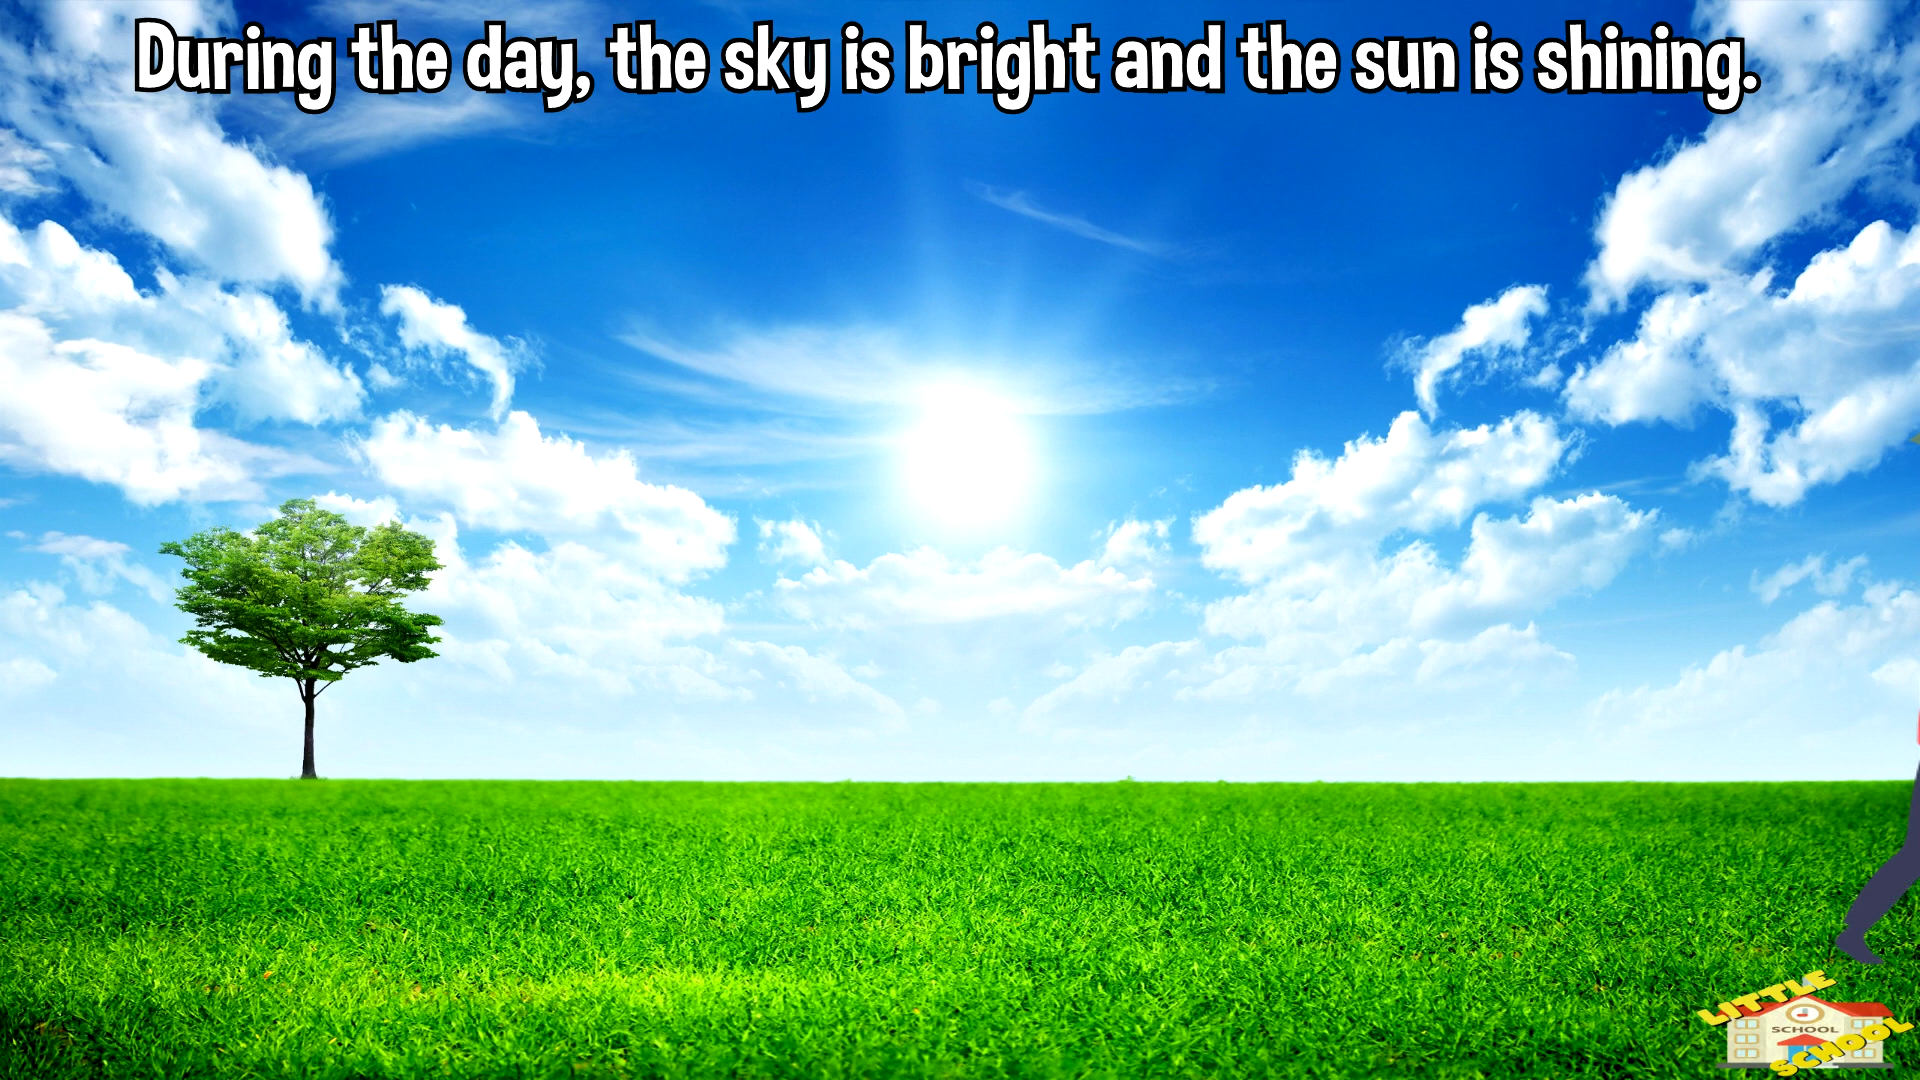 During the day, the sky is bright and the sun is shining.
LITTLE
SCHOOL
SCHOOL